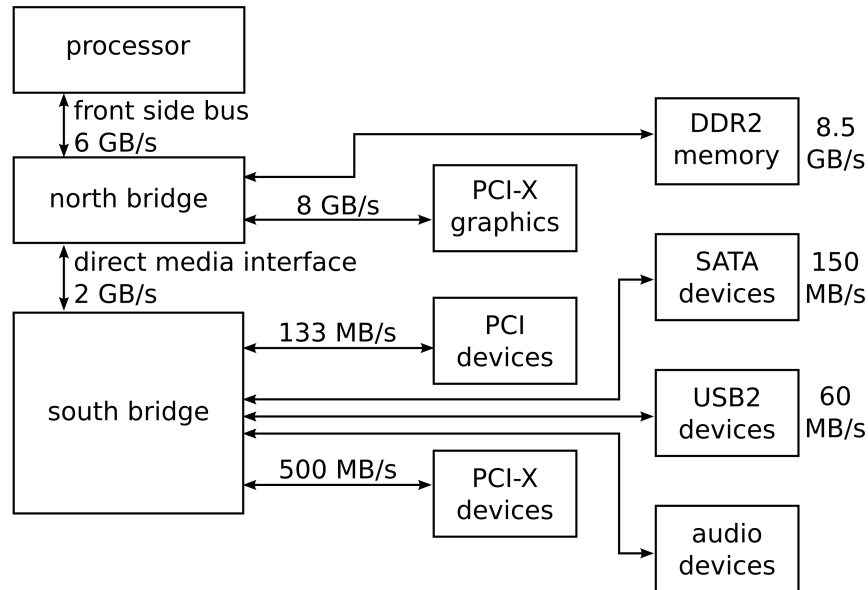 processor
front side bus
6 GB/s
north bridge
DDR2
memory
8.5
GB/s
8 GB/s
PCI-X
graphics
direct media interface
2 GB/s
SATA
devices
150
MB/s
133 MB/s
PCI
devices
south bridge
USB2
devices
60
MB/s
500 MB/s
PCI-X
devices
audio
devices